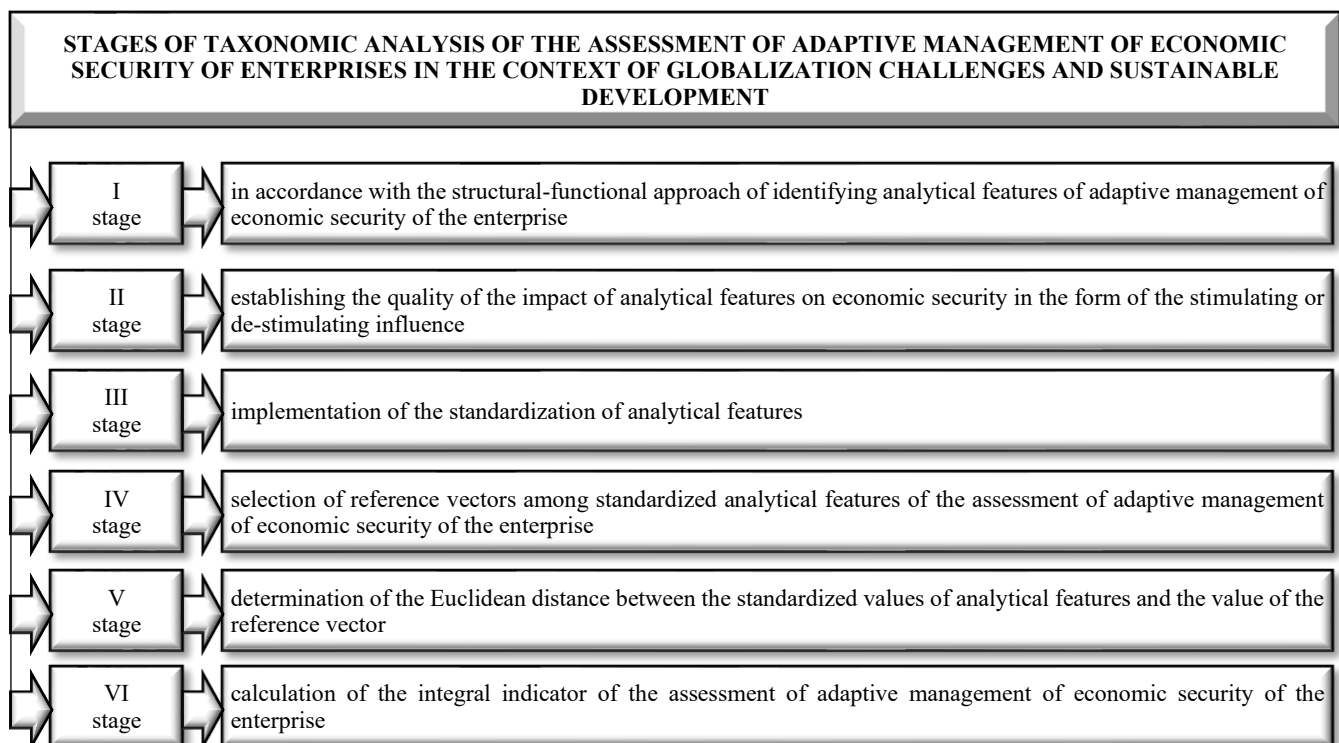 STAGES OF TAXONOMIC ANALYSIS OF THE ASSESSMENT OF ADAPTIVE MANAGEMENT OF ECONOMIC
SECURITY OF ENTERPRISES IN THE CONTEXT OF GLOBALIZATION CHALLENGES AND SUSTAINABLE
DEVELOPMENT
I
stage
in accordance with the structural-functional approach of identifying analytical features of adaptive management of
economic security of the enterprise
II
stage
establishing the quality of the impact of analytical features on economic security in the form of the stimulating or
de-stimulating influence
III
stage
implementation of the standardization of analytical features
IV
stage
selection of reference vectors among standardized analytical features of the assessment of adaptive management
of economic security of the enterprise
V
stage
determination of the Euclidean distance between the standardized values of analytical features and the value of the
reference vector
VI
stage
calculation of the integral indicator of the assessment of adaptive management of economic security of the
enterprise